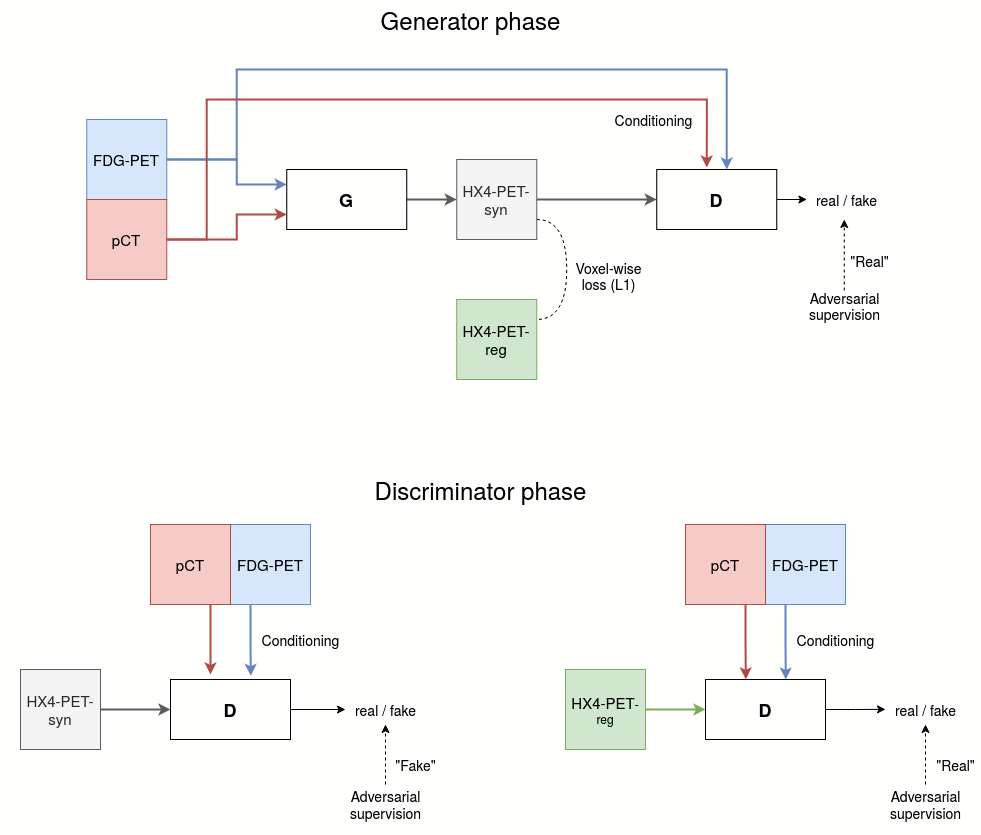 Generator phase
Conditioning
FDG-PET
pCT
G
HX4-PET-
syn
D
real / fake
Voxel-wise
loss (L1)
"Real"
Adversarial
supervision
HX4-PET-
reg
Discriminator phase
pCT
FDG-PET
Conditioning
HX4-PET-
syn
D
real / fake
"Fake"
Adversarial
supervision
pCT
FDG-PET
Conditioning
HX4-PET-
reg
D
real / fake
"Real"
Adversarial
supervision